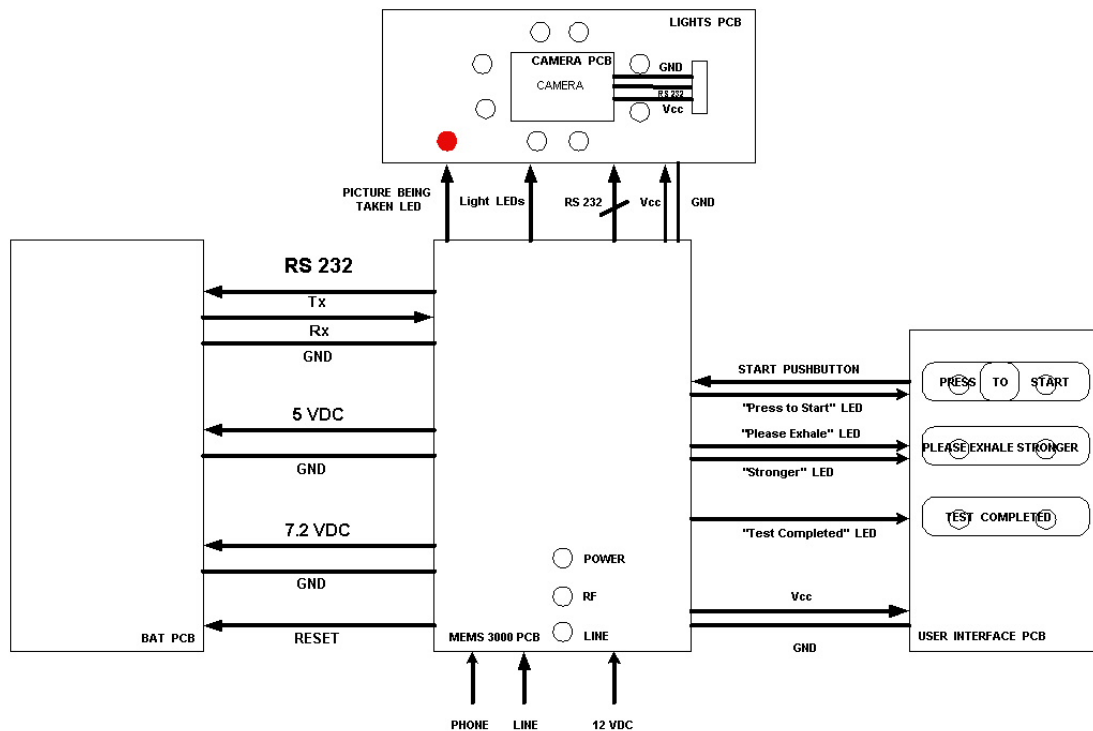 LIGHTS PCB
CAMERA PCB
CAMERA
GND
RS 232
Vcc
PICTURE BEING
TAKEN LED
Light LEDs
RS 232
Vcc
GND
RS 232
Tx
Rx
GND
5 VDC
GND
7.2 VDC
GND
RESET
BAT PCB
POWER
RF
LINE
MEMS 3000 PCB
PHONE
LINE
12 VDC
START PUSHBUTTON
"Press to Start" LED
"Please Exhale" LED
"Stronger" LED
"Test Completed" LED
Vcc
GND
PRESS TO START
PLEASE EXHALE STRONGER
TEST COMPLETED
USER INTERFACE PCB